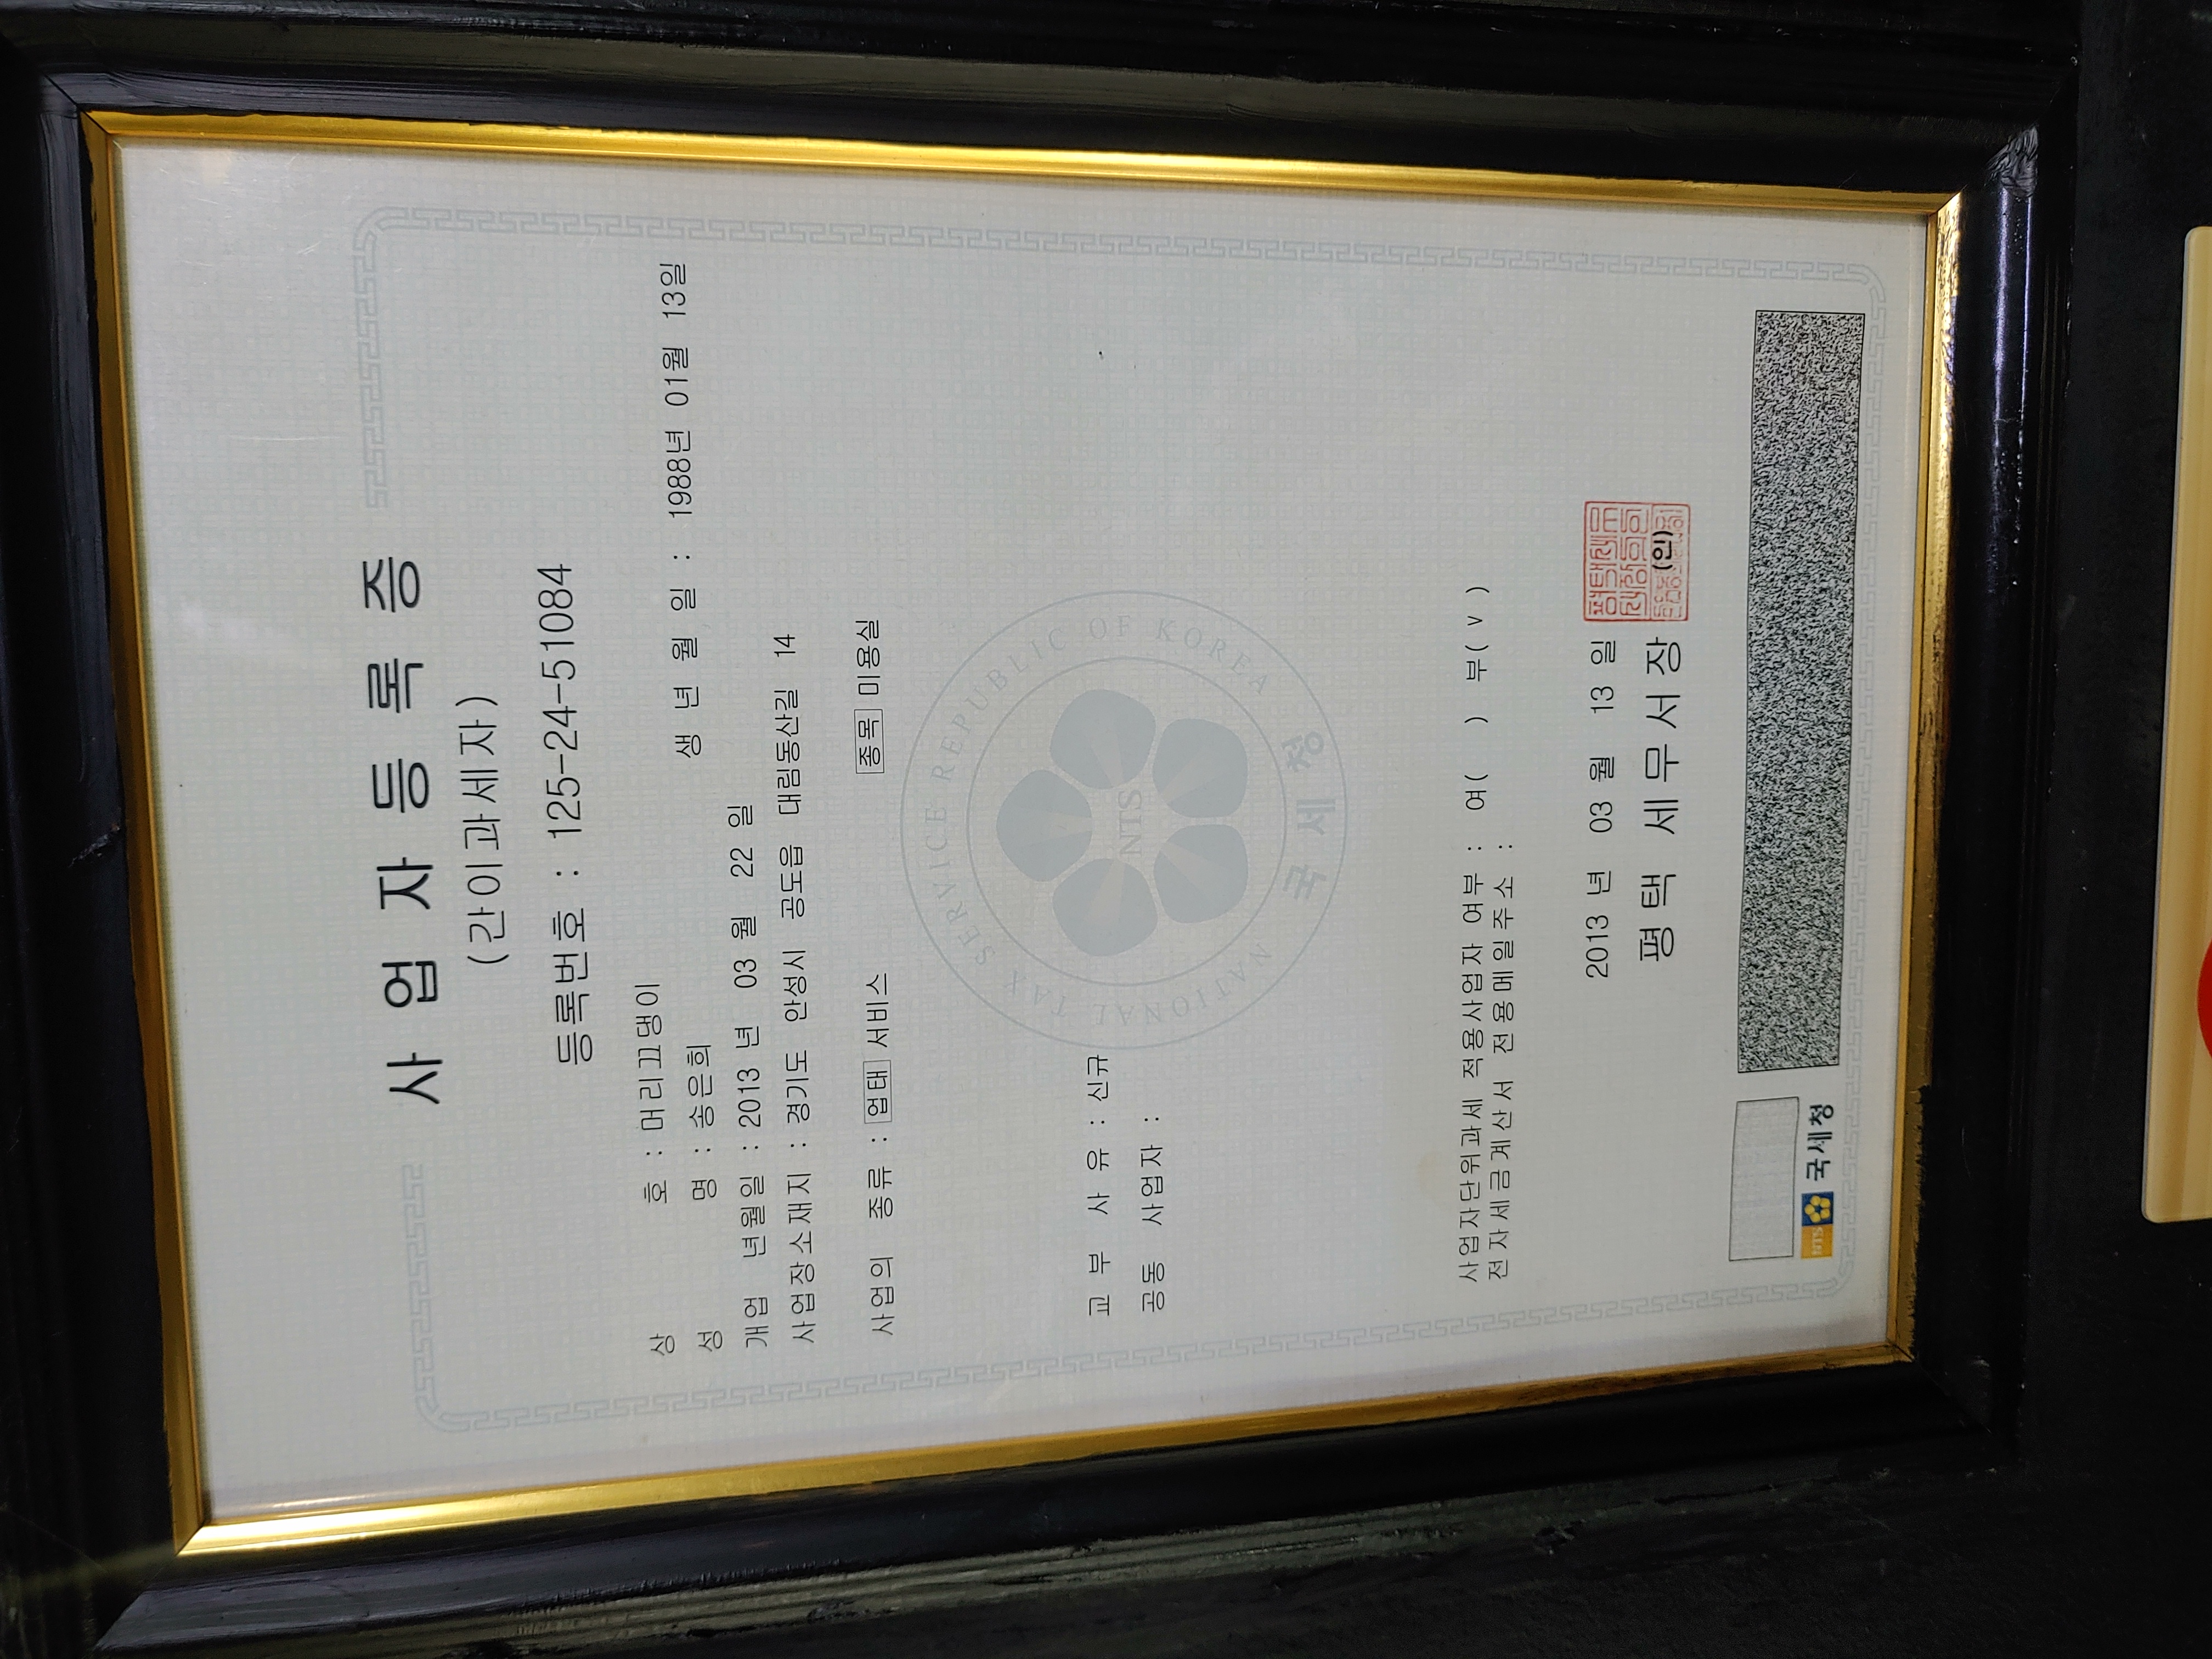 사업자등록증
(간이과세자)
등록번호 : 125-24-51084
상 호 : 머리끄댕이
성 명 : 송은희 생 년 월 일 : 1988년 01월 13일
개업 년월일 : 2013 년 03 월 22 일
사업장소재지 : 경기도 안성시 공도읍 대림동산길 14
사업의 종류 : 업태 서비스 종목 미용실
NATIONAL TAX SERVICE REPUBLIC OF KOREA
NTS
국세청
교 부 사 유 : 신규
공동 사업자 :
사업자단위과세 적용사업자 여부 : 여( ) 부( v )
전자세금계산서 전용메일주소 :
2013 년 03 월 13 일
평택 세무서장 (인)
NTS 국세청